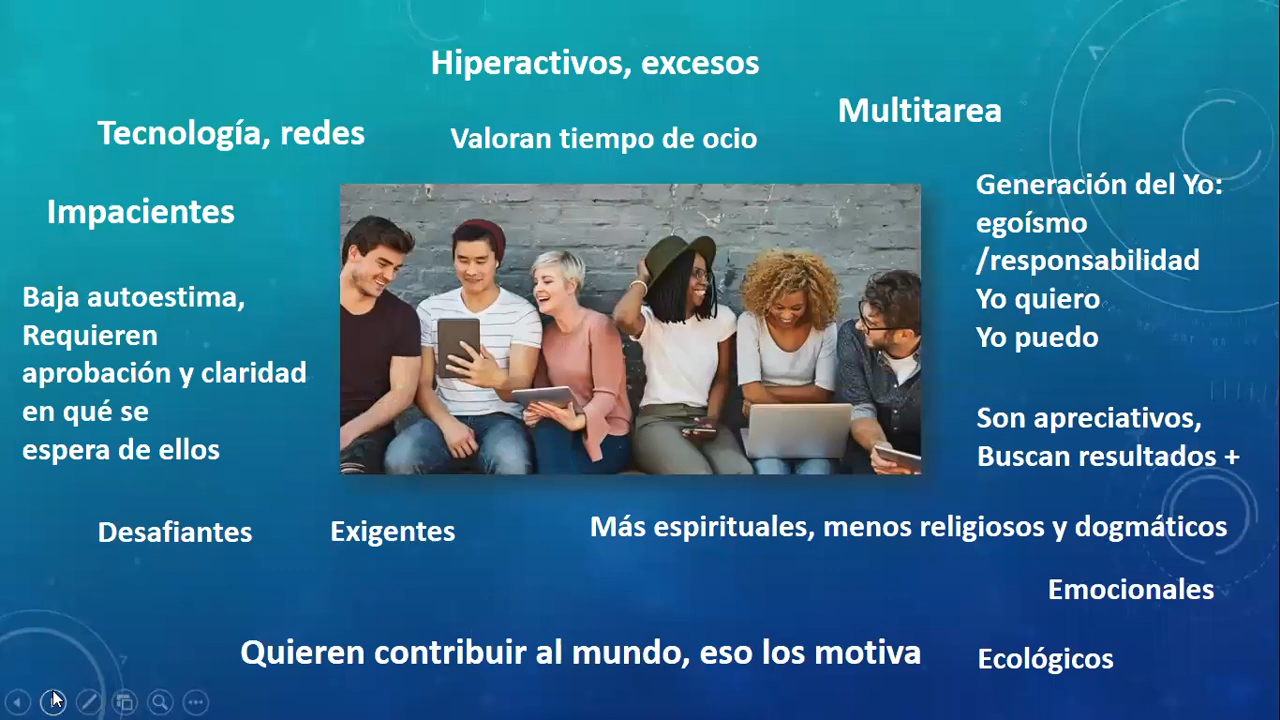 Hiperactivos, excesos
Multitarea
Tecnología, redes
Valoran tiempo de ocio
Impacientes
Generación del Yo:
egoísmo
/responsabilidad
Yo quiero
Yo puedo
Baja autoestima,
Requieren
aprobación y claridad
en qué se
espera de ellos
Son apreciativos,
Buscan resultados +
Desafiantes
Exigentes
Más espirituales, menos religiosos y dogmáticos
Emocionales
Quieren contribuir al mundo, eso los motiva
Ecológicos